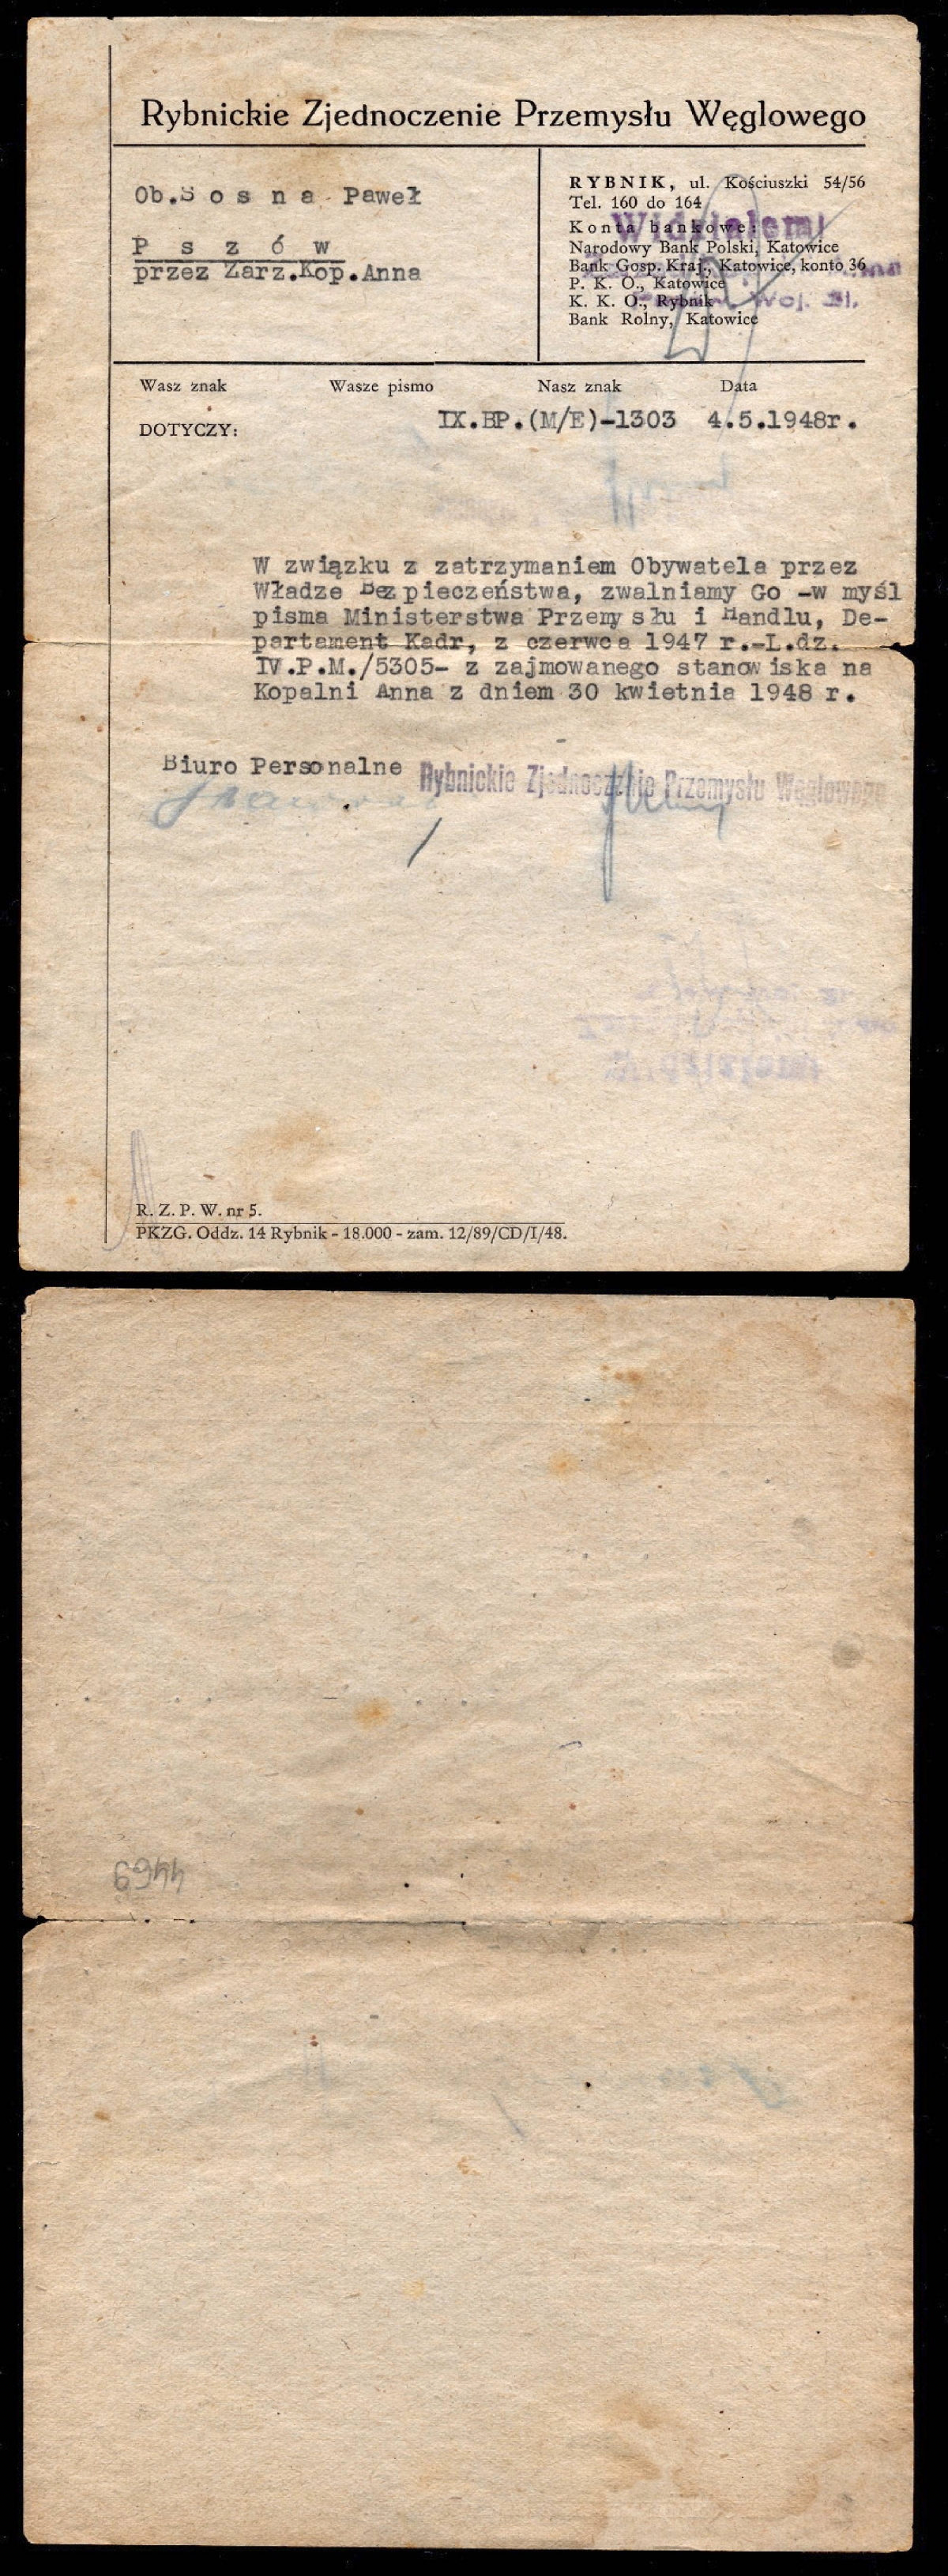 Rybnickie Zjednoczenie Przemysłu Węglowego
Ob.S o s n a Paweł
P s z ó w
przez Zarz.Kop.Anna
RYBNIK, ul. Kościuszki 54/56
Tel. 160 do 164
Widziałem!
Konta bankowe:
Narodowy Bank Polski, Katowice
Bank Gosp. Kraj., Katowice, konto 36
P. K. O., Katowice
K. K. O., Rybnik
Woj. Śl.
Bank Rolny, Katowice
Wasz znak Wasze pismo Nasz znak Data
IX.BP.(M/E)-1303 4.5.1948r.
DOTYCZY:
W związku z zatrzymaniem Obywatela przez
Władze Bezpieczeństwa, zwalniamy Go -w myśl
pisma Ministerstwa Przemysłu i Handlu, De-
partament Kadr, z czerwca 1947 r.-L.dz.
IV.P.M./5305- z zajmowanego stanowiska na
Kopalni Anna z dniem 30 kwietnia 1948 r.
Biuro Personalne
Rybnickie Zjednoczenie Przemysłu Węglowego
R. Z. P. W. nr 5.
PKZG. Oddz. 14 Rybnik - 18.000 - zam. 12/89/CD/I/48.
4469